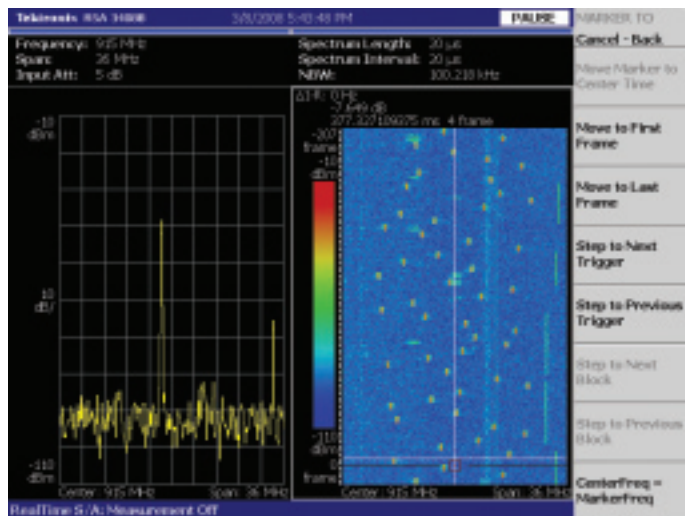 Tektronix RSA 3408B 3/8/2008 5:43:48 PM PAUSE
MARKER TO
Frequency: 915 MHz
Span: 36 MHz
Input Att: 5 dB
Spectrum Length: 20 µs
Spectrum Interval: 20 µs
NBW: 100.218 kHz
Cancel - Back
Move Marker to
Center Time
Move to First
Frame
Move to Last
Frame
Step to Next
Trigger
Step to Previous
Trigger
Step to Next
Block
Step to Previous
Block
CenterFreq =
MarkerFreq
-10
dBm
10
dB/
-110
dBm
Center: 915 MHz Span: 36 MHz
0 Hz
-7.649 dB
377.327109375 ms 4 frame
-207
frame
-10
dBm
-110
dBm
0
frame
Center: 915 MHz Span: 36 MHz
RealTime S/A: Measurement Off